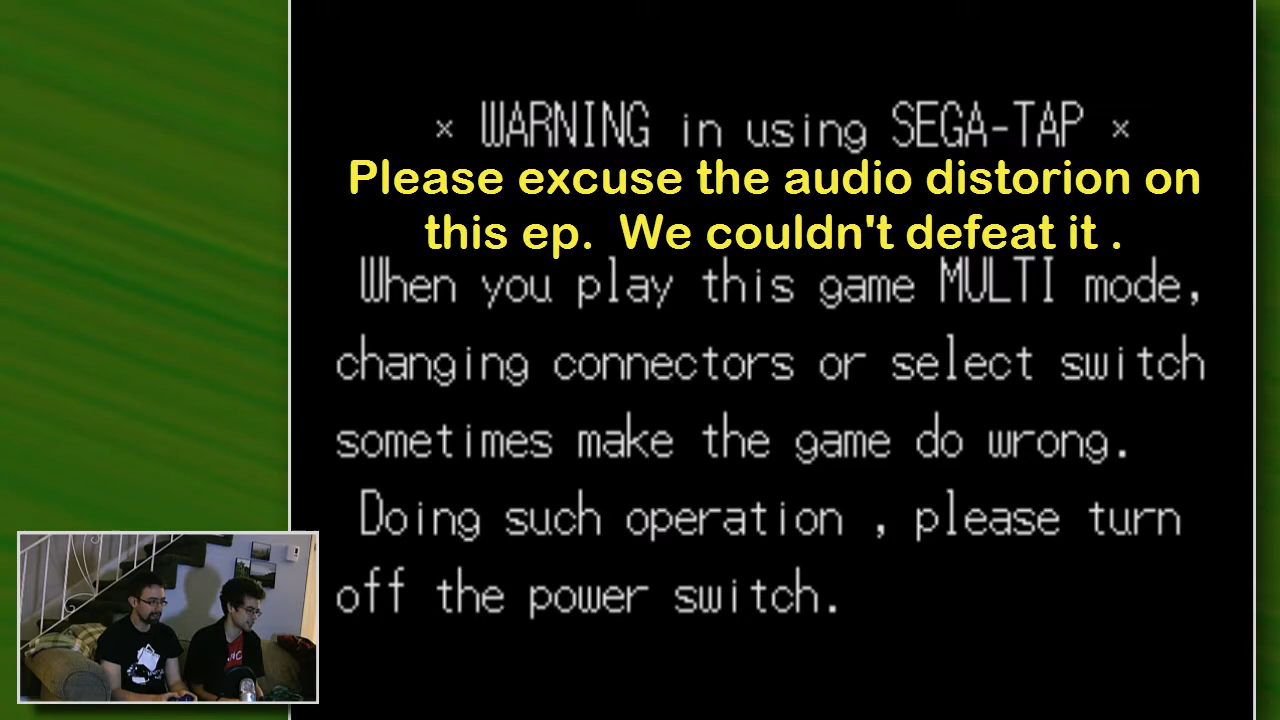 × WARNING in using SEGA-TAP ×
Please excuse the audio distorion on
this ep. We couldn't defeat it .
When you play this game MULTI mode,
changing connectors or select switch
sometimes make the game do wrong.
Doing such operation , please turn
off the power switch.